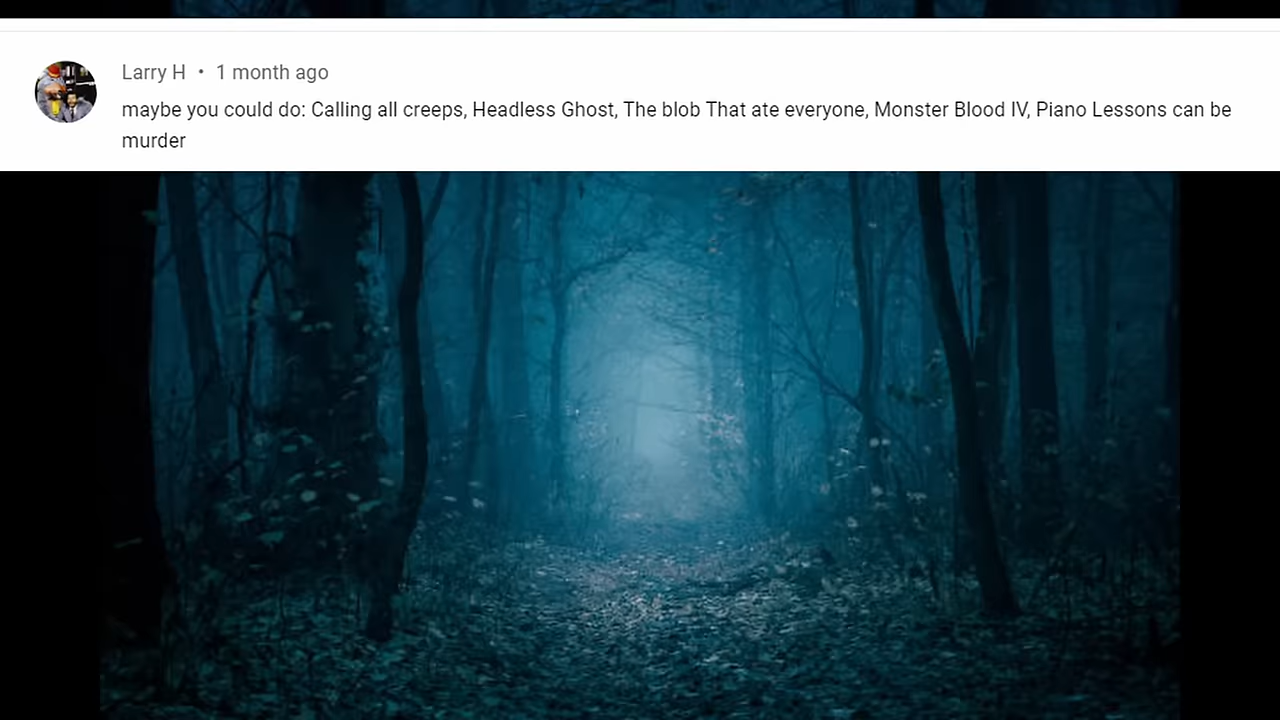 Larry H • 1 month ago
maybe you could do: Calling all creeps, Headless Ghost, The blob That ate everyone, Monster Blood IV, Piano Lessons can be
murder